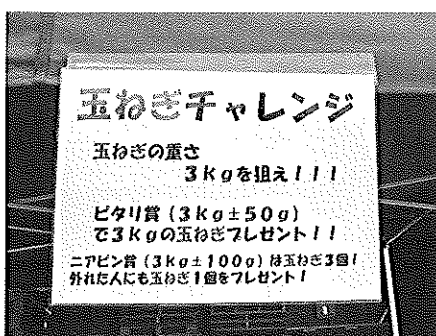 玉ねぎチャレンジ
玉ねぎの重さ
3kgを狙え！！！
ピタリ賞（3kg±50g）
で3kgの玉ねぎプレゼント！！
ニアピン賞（3kg±100g）は玉ねぎ3個！
外れた人にも玉ねぎ1個をプレゼント！